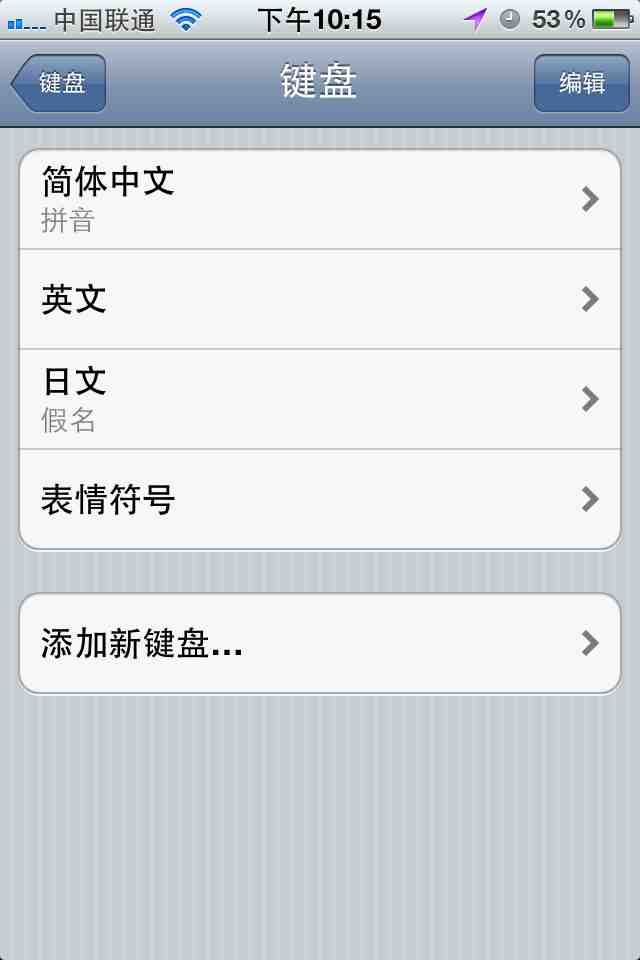 中国联通 下午10:15 53%
键盘 键盘 编辑
简体中文
拼音
英文
日文
假名
表情符号
添加新键盘...